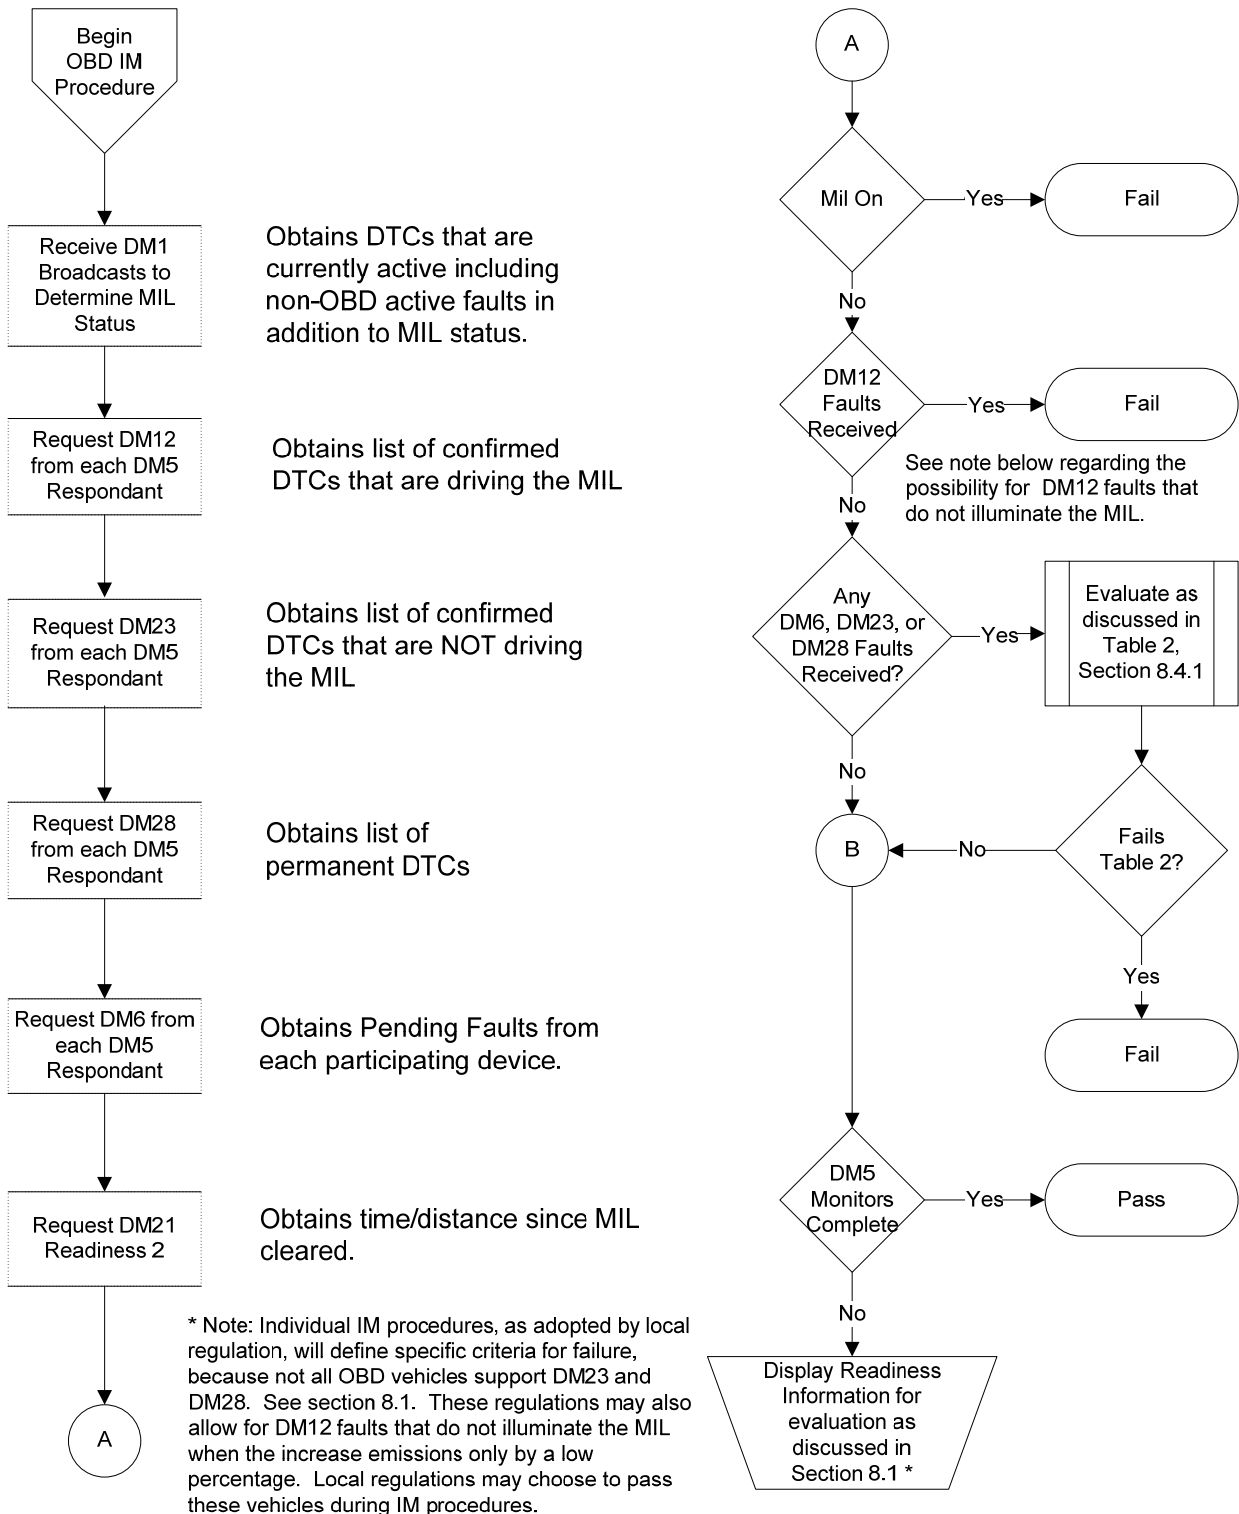 Begin
OBD IM
Procedure
Receive DM1
Broadcasts to
Determine MIL
Status
Obtains DTCs that are
currently active including
non-OBD active faults in
addition to MIL status.
Request DM12
from each DM5
Respondant
Obtains list of confirmed
DTCs that are driving the MIL
Request DM23
from each DM5
Respondant
Obtains list of confirmed
DTCs that are NOT driving
the MIL
Request DM28
from each DM5
Respondant
Obtains list of
permanent DTCs
Request DM6 from
each DM5
Respondant
Obtains Pending Faults from
each participating device.
Request DM21
Readiness 2
Obtains time/distance since MIL
cleared.
A
* Note: Individual IM procedures, as adopted by local
regulation, will define specific criteria for failure,
because not all OBD vehicles support DM23 and
DM28. See section 8.1. These regulations may also
allow for DM12 faults that do not illuminate the MIL
when the increase emissions only by a low
percentage. Local regulations may choose to pass
these vehicles during IM procedures.
A
Mil On
Yes
Fail
No
DM12
Faults
Received
Yes
Fail
See note below regarding the
possibility for DM12 faults that
do not illuminate the MIL.
No
Any
DM6, DM23, or
DM28 Faults
Received?
Yes
Evaluate as
discussed in
Table 2,
Section 8.4.1
No
B
No
Fails
Table 2?
Yes
Fail
DM5
Monitors
Complete
Yes
Pass
No
Display Readiness
Information for
evaluation as
discussed in
Section 8.1 *